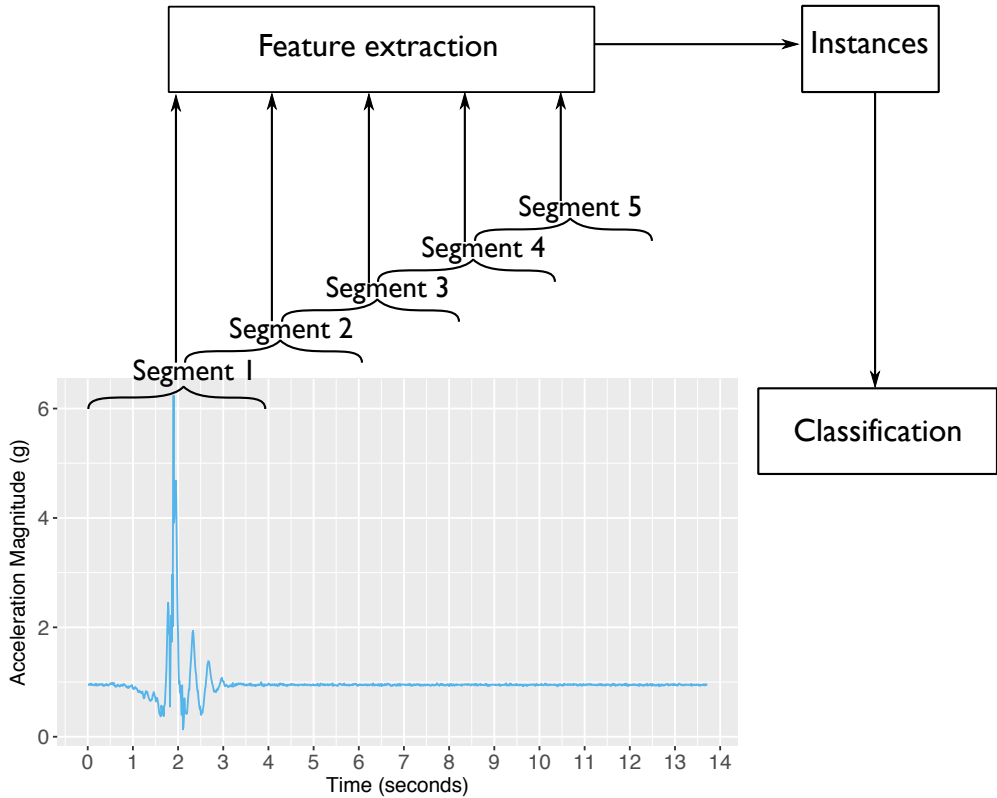 Feature extraction
Instances
Segment 5
Segment 4
Segment 3
Segment 2
Segment 1
Classification
Acceleration Magnitude (g)
6
4
2
0
0 1 2 3 4 5 6 7 8 9 10 11 12 13 14
Time (seconds)